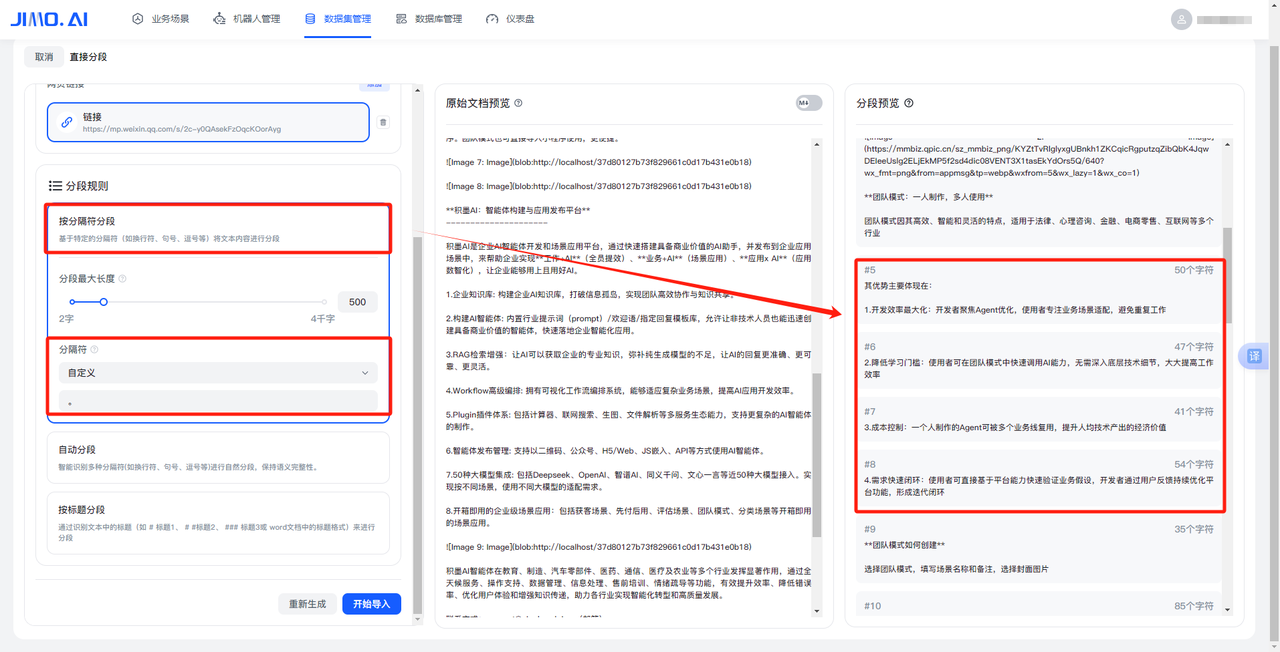 JIMO.AI
业务场景
机器人管理
数据集管理
数据库管理
仪表盘
取消
直接分段
网页链接
链接
https://mp.weixin.qq.com/s/2c-y0QAsekFzOqcKOorAyg
分段规则
按分隔符分段
基于特定的分隔符（如换行符、句号、逗号等）将文本内容进行分段
分段最大长度
500
2字
4千字
分隔符
自定义
。
自动分段
智能识别多种分隔符(如换行符、句号、逗号等)进行自然分段，保持语义完整性。
按标题分段
通过识别文本中的标题（如 # 标题1、 # #标题2、 ### 标题3或 word文档中的标题格式）来进行
分段
重新生成
开始导入
原始文档预览
M↓
序。团队模式也可直接导入小程序使用，更便捷。
![Image 7: Image](blob:http://localhost/37d80127b73f829661c0d17b431e0b18)
![Image 8: Image](blob:http://localhost/37d80127b73f829661c0d17b431e0b18)
**积墨AI：智能体构建与应用发布平台**
---------------------
积墨AI是企业AI智能体开发和场景应用平台，通过快速搭建具备商业价值的AI助手，并发布到企业应用
场景中，来帮助企业实现**工作+AI**（全员提效）、**业务+AI**（场景应用）、**应用x AI**（应用
数智化），让企业能够用上且用好AI。
1.企业知识库: 构建企业AI知识库，打破信息孤岛，实现团队高效协作与知识共享。
2.构建AI智能体: 内置行业提示词（prompt）/欢迎语/指定回复模板库，允许让非技术人员也能迅速创
建具备商业价值的智能体，快速落地企业智能化应用。
3.RAG检索增强：让AI可以获取企业的专业知识，弥补纯生成模型的不足，让AI的回复更准确、更可
靠、更灵活。
4.Workflow高级编排: 拥有可视化工作流编排系统，能够适应复杂业务场景，提高AI应用开发效率。
5.Plugin插件体系: 包括计算器、联网搜索、生图、文件解析等多服务生态能力，支持更复杂的AI智能体
的制作。
6.智能体发布管理: 支持以二维码、公众号、H5/Web、JS嵌入、API等方式使用AI智能体。
7.50种大模型集成: 包括Deepseek、OpenAI、智谱AI、同义千问、文心一言等近50种大模型接入。实
现按不同场景，使用不同大模型的适配需求。
8.开箱即用的企业级场景应用：包括获客场景、先付后用、评估场景、团队模式、分类场景等开箱即用
的场景应用。
![Image 9: Image](blob:http://localhost/37d80127b73f829661c0d17b431e0b18)
积墨AI智能体在教育、制造、汽车零部件、医药、通信、医疗及农业等多个行业发挥显著作用，通过全
天候服务、操作支持、数据管理、信息处理、售前培训、情绪疏导等功能，有效提升效率、降低错误
率、优化用户体验和增强知识传递，助力各行业实现智能化转型和高质量发展。
分段预览
(https://mmbiz.qpic.cn/sz_mmbiz_png/KYZtTvRlglyxgUBnkh1ZKCqicRgputzqZibQbK4Jqw
DEleeUslg2ELjEkMP5f2sd4dic08VENT3X1tasEkYdOrs5Q/640?
wx_fmt=png&from=appmsg&tp=webp&wxfrom=5&wx_lazy=1&wx_co=1)
**团队模式：一人制作，多人使用**
团队模式因其高效、智能和灵活的特点，适用于法律、心理咨询、金融、电商零售、互联网等多个
行业
#5
50个字符
其优势主要体现在：
1.开发效率最大化：开发者聚焦Agent优化，使用者专注业务场景适配，避免重复工作
#6
47个字符
2.降低学习门槛：使用者可在团队模式中快速调用AI能力，无需深入底层技术细节，大大提高工作
效率
#7
41个字符
3.成本控制：一个人制作的Agent可被多个业务线复用，提升人均技术产出的经济价值
#8
54个字符
4.需求快速闭环：使用者可直接基于平台能力快速验证业务假设，开发者通过用户反馈持续优化平
台功能，形成迭代闭环
#9
35个字符
**团队模式如何创建**
选择团队模式，填写场景名称和备注，选择封面图片
#10
85个字符
译